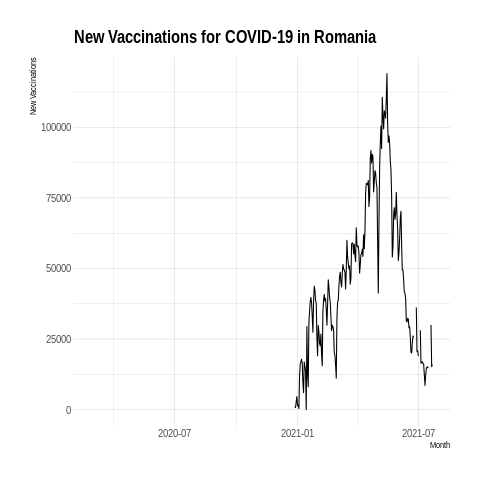 New Vaccinations for COVID-19 in Romania
New Vaccinations
100000
75000
50000
25000
0
2020-07 2021-01 2021-07
Month